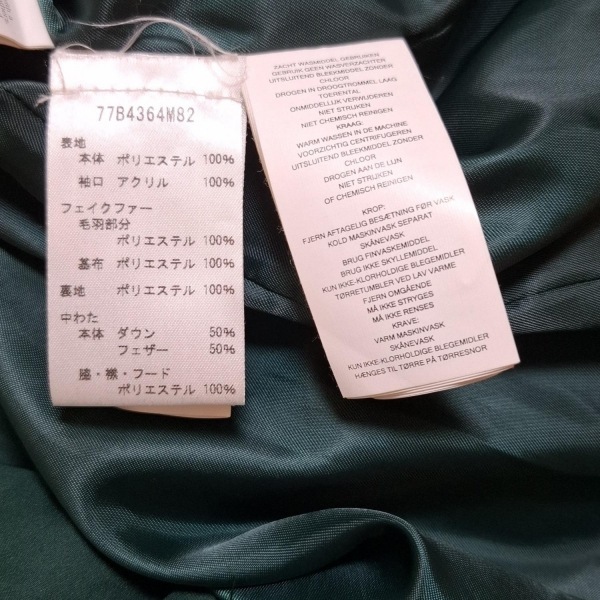 77B4364M82
表地
本体 ポリエステル 100%
袖口 アクリル 100%
フェイクファー
毛羽部分
ポリエステル 100%
基布 ポリエステル 100%
裏地 ポリエステル 100%
中わた
本体 ダウン 50%
フェザー 50%
脇・襟・フード
ポリエステル 100%
ZACHT WASMIDDEL GEBRUIKEN
GEBRUIK GEEN WASVERZACHTER
UITSLUITEND BLEEKMIDDEL ZONDER
CHLOOR
DROGEN IN DROOGTROMMEL LAAG
TOERENTAL
ONMIDDELIJK VERWIJDEREN
NIET STRIJKEN
NIET CHEMISCH REINIGEN
KRAAG:
WARM WASSEN IN DE MACHINE
VOORZICHTIG CENTRIFUGEREN
UITSLUITEND BLEEKMIDDEL ZONDER
CHLOOR
DROGEN AAN DE LIJN
NIET STRIJKEN
OF CHEMISCH REINIGEN
KROP:
FJERN AFTAGELIG BESÆTNING FØR VASK
KOLD MASKINVASK SEPARAT
SKÅNEVASK
BRUG FINVASKEMIDDEL
BRUG IKKE SKYLLEMIDDEL
KUN IKKE-KLORHOLDIGE BLEGEMIDLER
TØRRETUMBLER VED LAV VARME
FJERN OMGÅENDE
MÅ IKKE STRYGES
MÅ IKKE RENSES
KRAVE:
VARM MASKINVASK
SKÅNEVASK
KUN IKKE-KLORHOLDIGE BLEGEMIDLER
HÆNGES TIL TØRRE PÅ TØRRESNOR